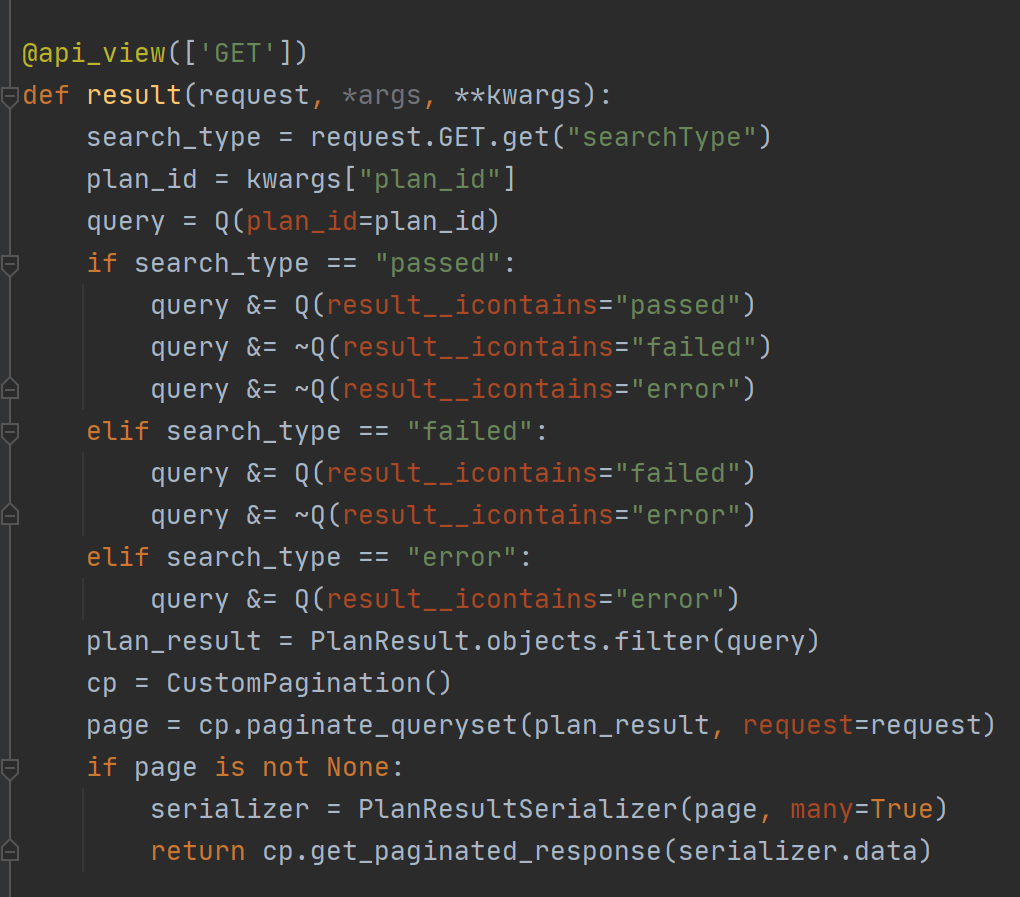 @api_view(['GET'])
def result(request, *args, **kwargs):
    search_type = request.GET.get("searchType")
    plan_id = kwargs["plan_id"]
    query = Q(plan_id=plan_id)
    if search_type == "passed":
        query &= Q(result__icontains="passed")
        query &= ~Q(result__icontains="failed")
        query &= ~Q(result__icontains="error")
    elif search_type == "failed":
        query &= Q(result__icontains="failed")
        query &= ~Q(result__icontains="error")
    elif search_type == "error":
        query &= Q(result__icontains="error")
    plan_result = PlanResult.objects.filter(query)
    cp = CustomPagination()
    page = cp.paginate_queryset(plan_result, request=request)
    if page is not None:
        serializer = PlanResultSerializer(page, many=True)
        return cp.get_paginated_response(serializer.data)